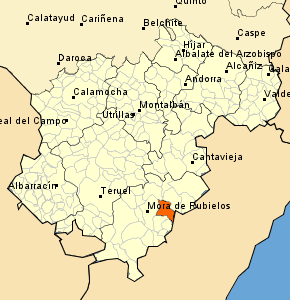 Quinto
Calatayud
Cariñena
Belchite
Caspe
Híjar
Daroca
Albalate del Arzobispo
Alcañiz
Andorra
Calamocha
Montalbán
Utrillas
eal del Campo
Cantavieja
Albarracín
Teruel
Mora de Rubielos